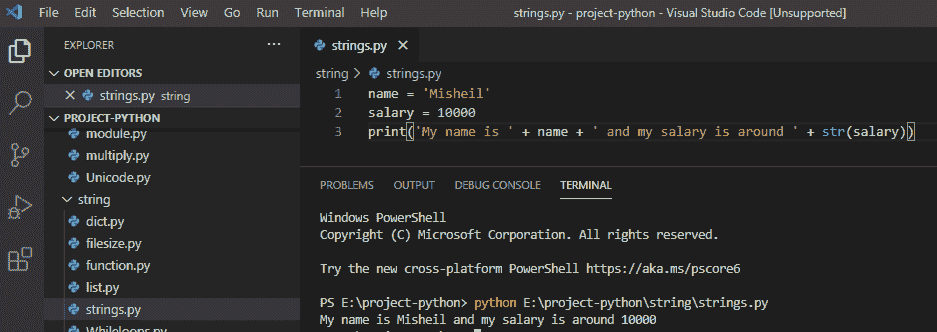 File Edit Selection View Go Run Terminal Help strings.py - project-python - Visual Studio Code [Unsupported]
EXPLORER
OPEN EDITORS
strings.py string
PROJECT-PYTHON
module.py
multiply.py
Unicode.py
string
dict.py
filesize.py
function.py
list.py
strings.py
Whileloops.py
strings.py
string > strings.py
1 name = 'Misheil'
2 salary = 10000
3 print('My name is ' + name + ' and my salary is around ' + str(salary))
PROBLEMS OUTPUT DEBUG CONSOLE TERMINAL
Windows PowerShell
Copyright (C) Microsoft Corporation. All rights reserved.
Try the new cross-platform PowerShell https://aka.ms/pscore6
PS E:\project-python> python E:\project-python\string\strings.py
My name is Misheil and my salary is around 10000